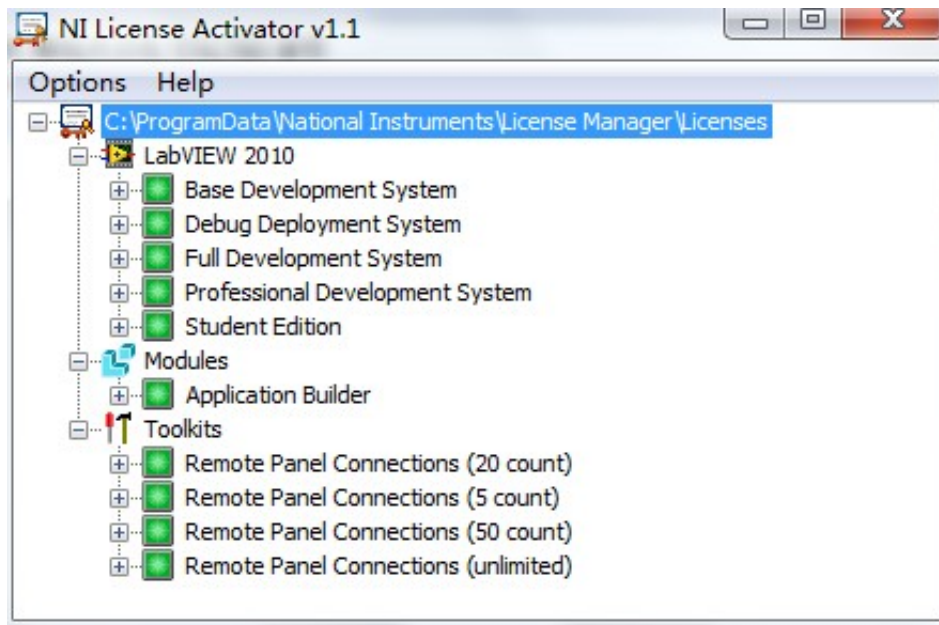 NI License Activator v1.1
Options Help
C:\ProgramData\National Instruments\License Manager\Licenses
LabVIEW 2010
Base Development System
Debug Deployment System
Full Development System
Professional Development System
Student Edition
Modules
Application Builder
Toolkits
Remote Panel Connections (20 count)
Remote Panel Connections (5 count)
Remote Panel Connections (50 count)
Remote Panel Connections (unlimited)